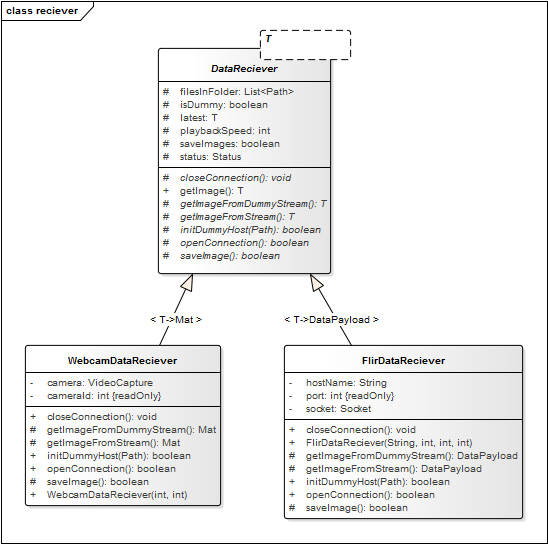 class reciever
T
DataReciever
# filesInFolder: List<Path>
# isDummy: boolean
# latest: T
# playbackSpeed: int
# saveImages: boolean
# status: Status
# closeConnection(): void
+ getImage(): T
# getImageFromDummyStream(): T
# getImageFromStream(): T
# initDummyHost(Path): boolean
# openConnection(): boolean
# saveImage(): boolean
< T->Mat >
< T->DataPayload >
WebcamDataReciever
- camera: VideoCapture
- cameraId: int {readOnly}
+ closeConnection(): void
# getImageFromDummyStream(): Mat
# getImageFromStream(): Mat
+ initDummyHost(Path): boolean
+ openConnection(): boolean
# saveImage(): boolean
+ WebcamDataReciever(int, int)
FlirDataReciever
- hostName: String
- port: int {readOnly}
- socket: Socket
+ closeConnection(): void
+ FlirDataReciever(String, int, int, int)
# getImageFromDummyStream(): DataPayload
# getImageFromStream(): DataPayload
+ initDummyHost(Path): boolean
+ openConnection(): boolean
# saveImage(): boolean